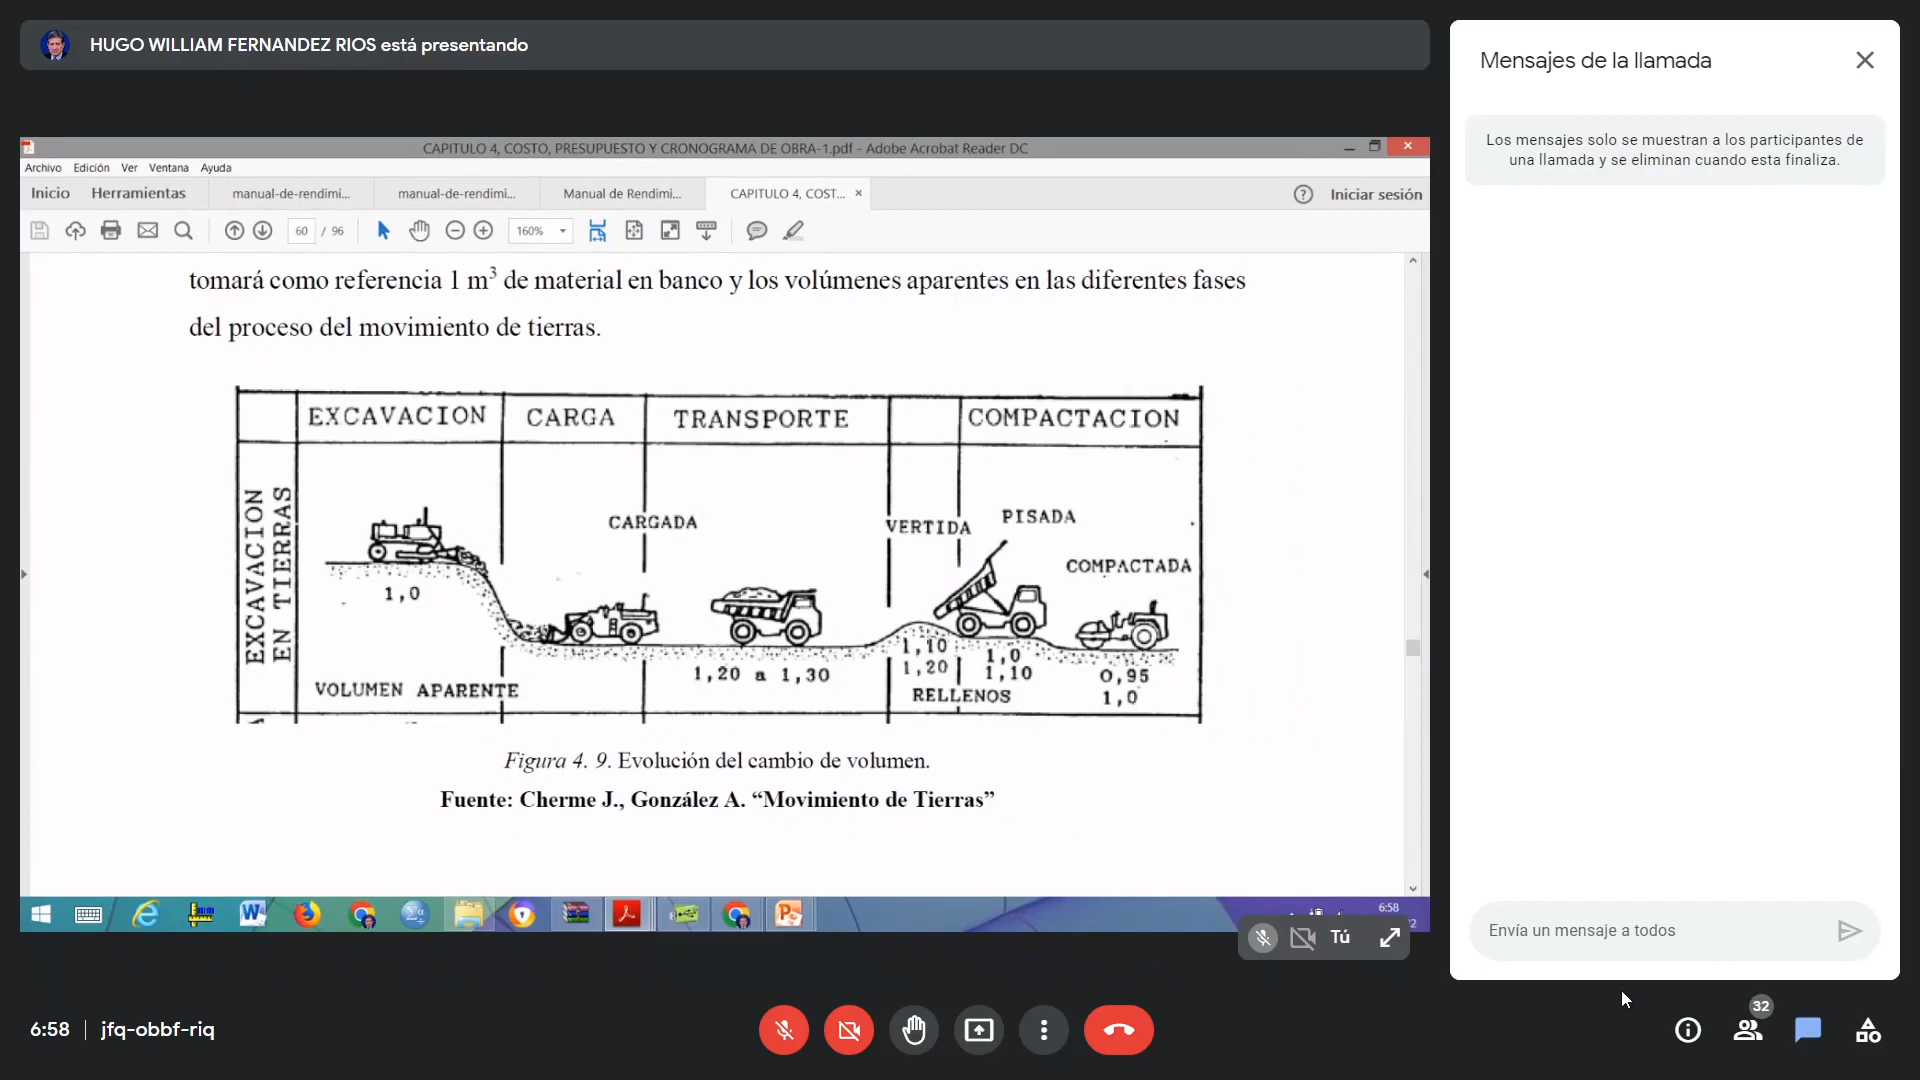 HUGO WILLIAM FERNANDEZ RIOS está presentando
Mensajes de la llamada
Los mensajes solo se muestran a los participantes de
una llamada y se eliminan cuando esta finaliza.
CAPITULO 4, COSTO, PRESUPUESTO Y CRONOGRAMA DE OBRA-1.pdf - Adobe Acrobat Reader DC
Archivo Edición Ver Ventana Ayuda
Inicio Herramientas manual-de-rendimi... manual-de-rendimi... Manual de Rendimi... CAPITULO 4, COST... Iniciar sesión
60 / 96 160%
tomará como referencia 1 m³ de material en banco y los volúmenes aparentes en las diferentes fases
del proceso del movimiento de tierras.
EXCAVACION CARGA TRANSPORTE COMPACTACION
EXCAVACION
EN TIERRAS
CARGADA VERTIDA PISADA
COMPACTADA
1,0
1,20 a 1,30
1,10
1,20
1,0
1,10
0,95
1,0
VOLUMEN APARENTE
RELLENOS
Figura 4. 9. Evolución del cambio de volumen.
Fuente: Cherme J., González A. “Movimiento de Tierras”
6:58
Tú
Envía un mensaje a todos
6:58 | jfq-obbf-riq
32